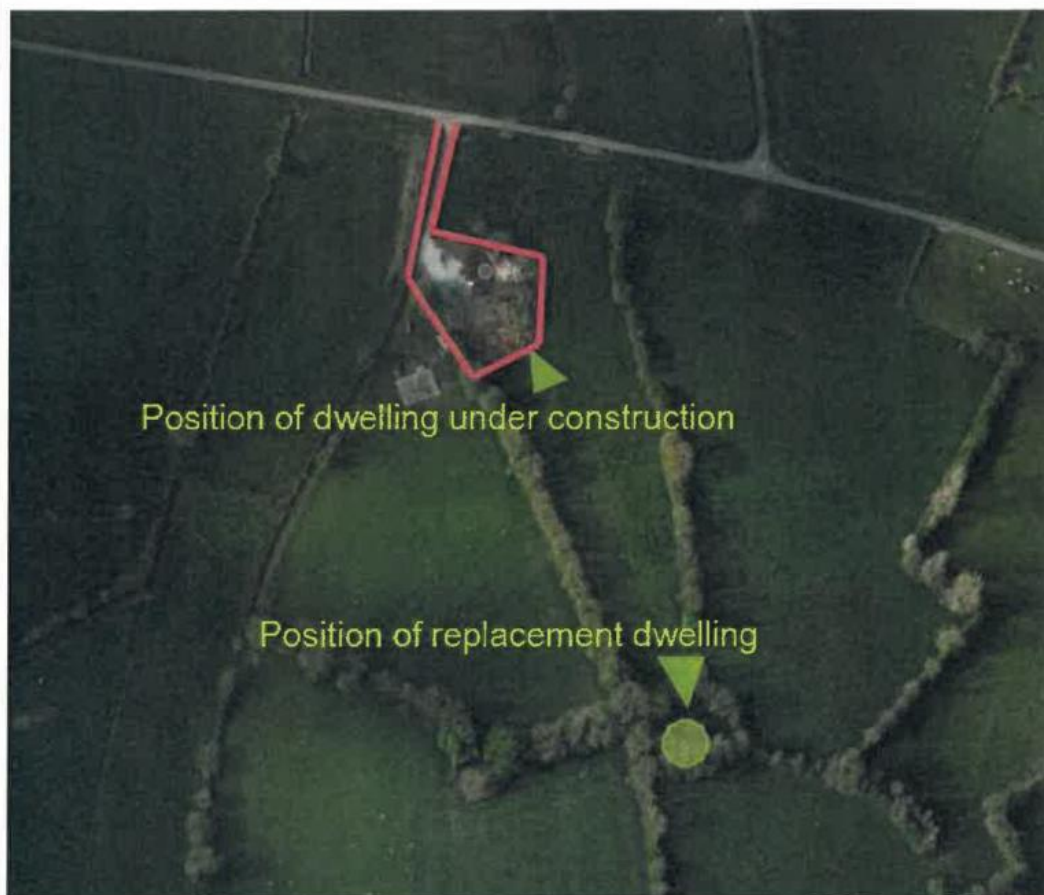 Position of dwelling under construction
Position of replacement dwelling